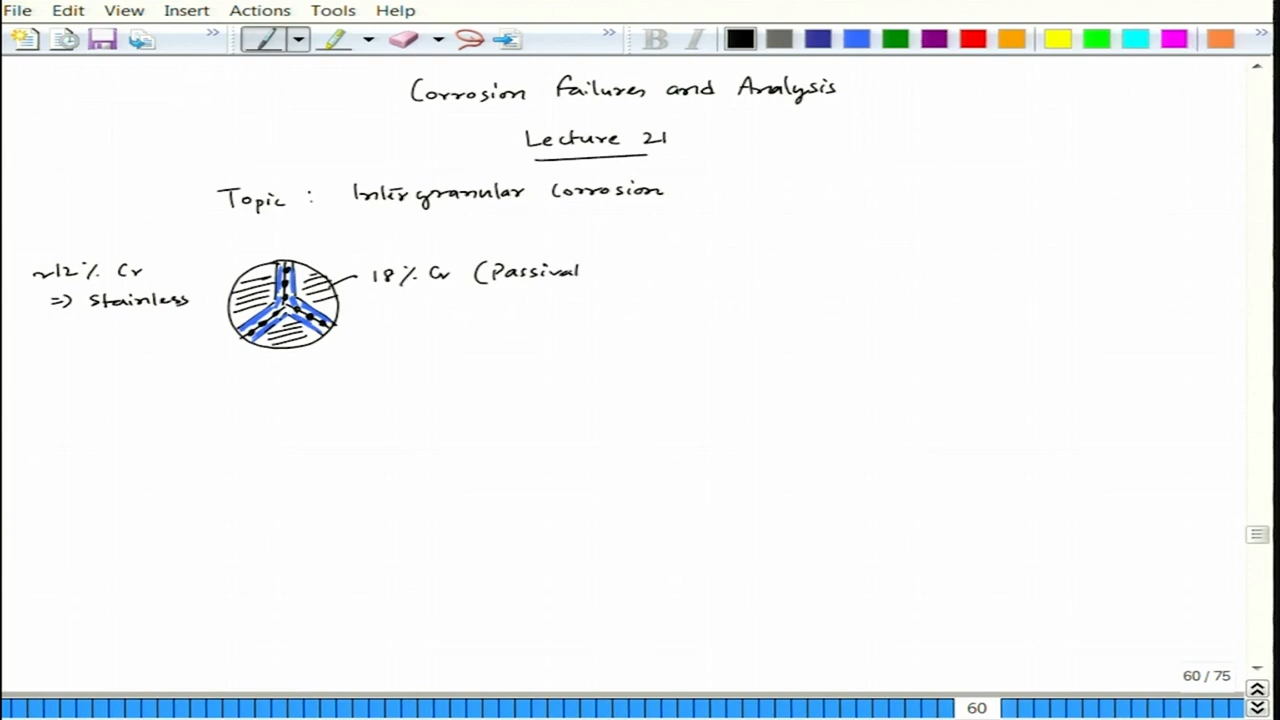 File Edit View Insert Actions Tools Help
B I
Corrosion Failures and Analysis
Lecture 21
Topic : Intergranular Corrosion
~12% Cr
=> Stainless
18% Cr (Passivat
60 / 75
60